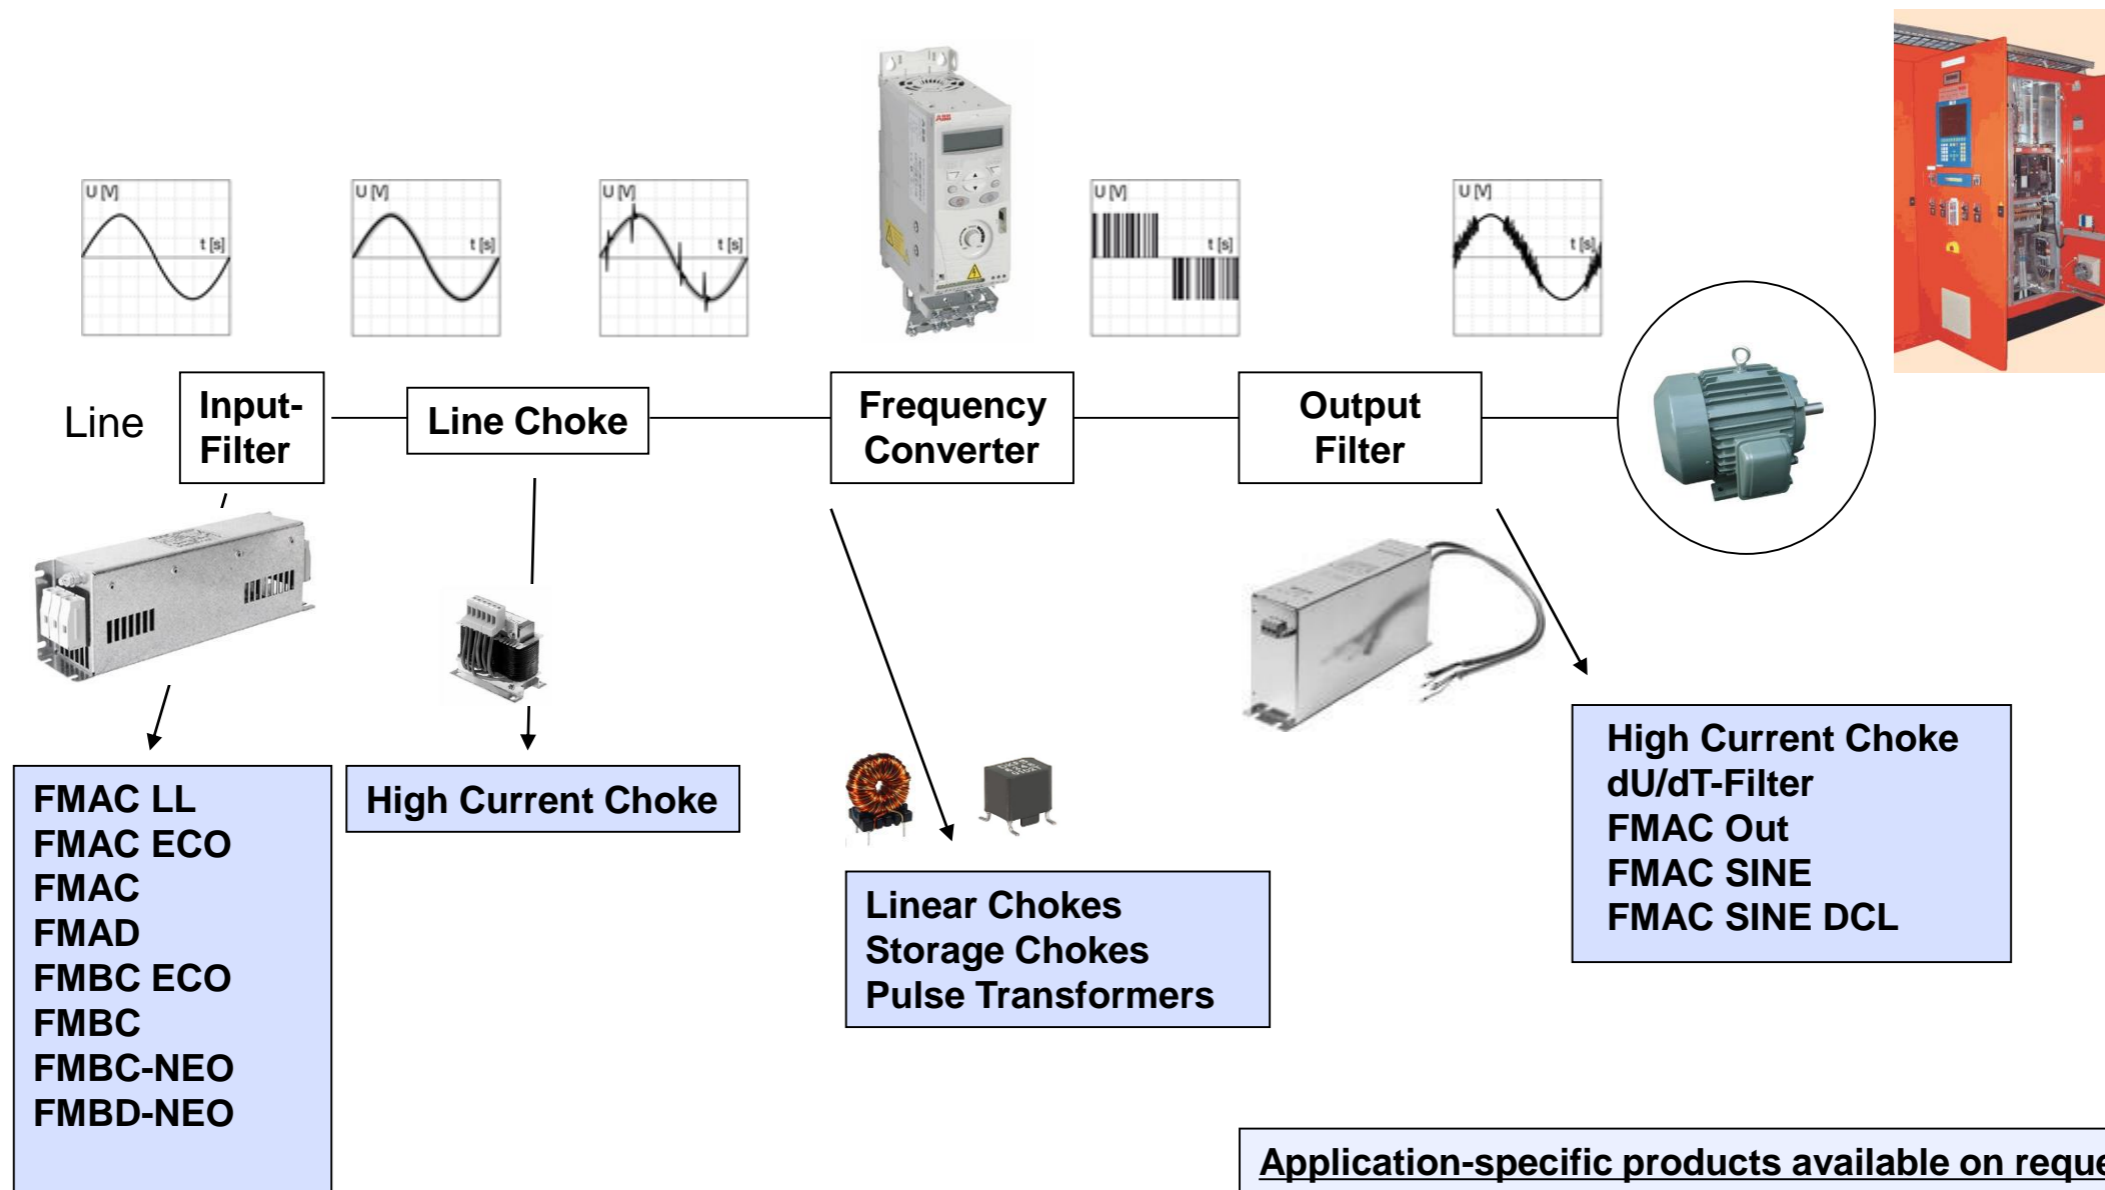 U [V]
t [s]
U [V]
t [s]
U [V]
t [s]
ABB
U [V]
t [s]
U [V]
t [s]
Line
Input-
Filter
Line Choke
Frequency
Converter
Output
Filter
FMAC LL
FMAC ECO
FMAC
FMAD
FMBC ECO
FMBC
FMBC-NEO
FMBD-NEO
High Current Choke
Linear Chokes
Storage Chokes
Pulse Transformers
High Current Choke
dU/dT-Filter
FMAC Out
FMAC SINE
FMAC SINE DCL
Application-specific products available on reque